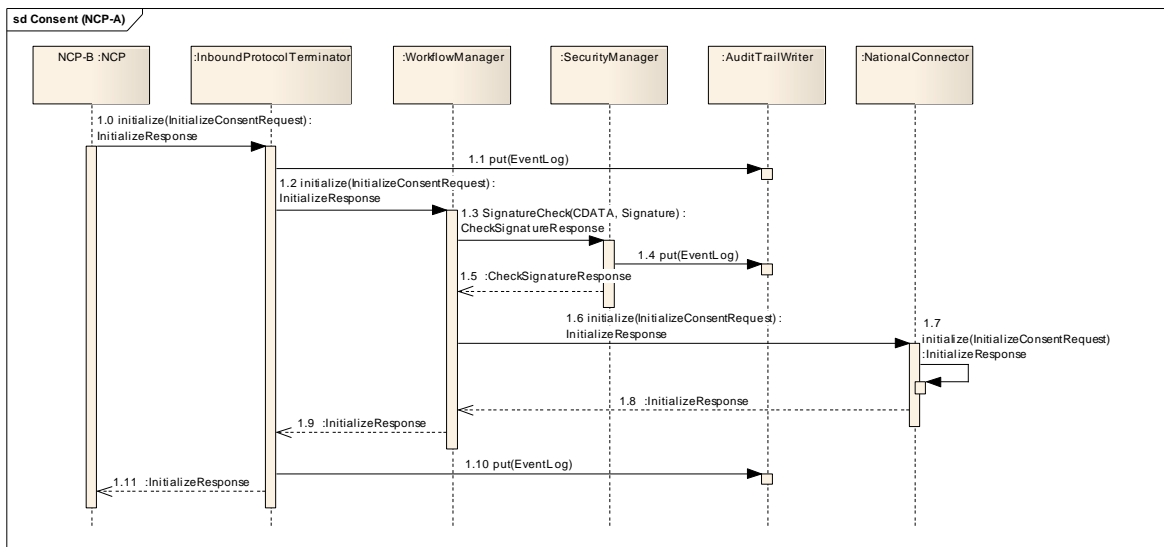 sd Consent (NCP-A)
NCP-B :NCP
:InboundProtocolTerminator
:WorkflowManager
:SecurityManager
:AuditTrailWriter
:NationalConnector
1.0 initialize(InitializeConsentRequest) :
InitializeResponse
1.1 put(EventLog)
1.2 initialize(InitializeConsentRequest) :
InitializeResponse
1.3 SignatureCheck(CDATA, Signature) :
CheckSignatureResponse
1.4 put(EventLog)
1.5 :CheckSignatureResponse
1.6 initialize(InitializeConsentRequest) :
InitializeResponse
1.7
initialize(InitializeConsentRequest)
:InitializeResponse
1.8 :InitializeResponse
1.9 :InitializeResponse
1.10 put(EventLog)
1.11 :InitializeResponse